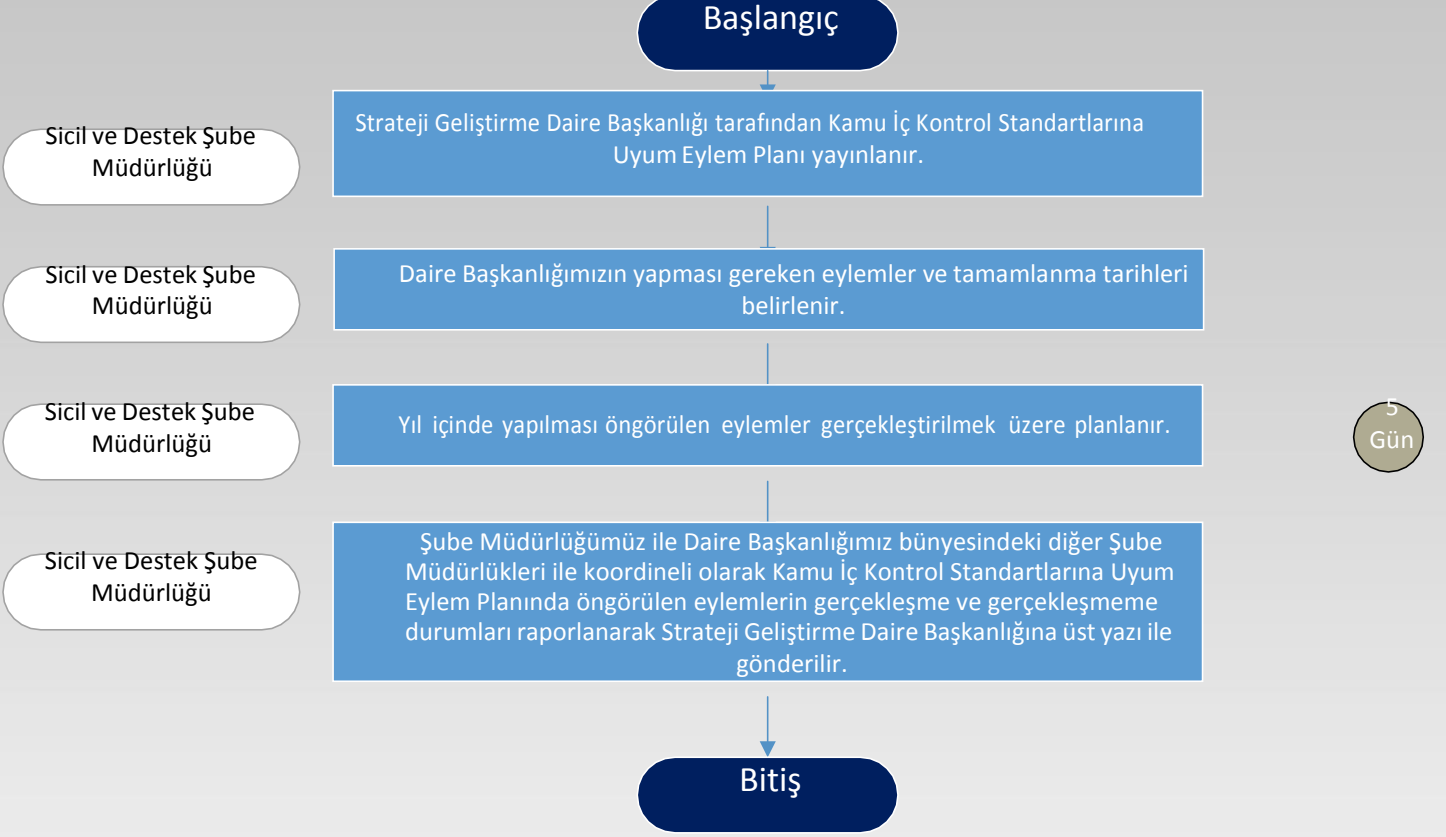 Başlangıç
Sicil ve Destek Şube
Müdürlüğü
Strateji Geliştirme Daire Başkanlığı tarafından Kamu İç Kontrol Standartlarına
Uyum Eylem Planı yayınlanır.
Sicil ve Destek Şube
Müdürlüğü
Daire Başkanlığımızın yapması gereken eylemler ve tamamlanma tarihleri
belirlenir.
Sicil ve Destek Şube
Müdürlüğü
Yıl içinde yapılması öngörülen eylemler gerçekleştirilmek üzere planlanır.
5
Gün
Sicil ve Destek Şube
Müdürlüğü
Şube Müdürlüğümüz ile Daire Başkanlığımız bünyesindeki diğer Şube
Müdürlükleri ile koordineli olarak Kamu İç Kontrol Standartlarına Uyum
Eylem Planında öngörülen eylemlerin gerçekleşme ve gerçekleşmeme
durumları raporlanarak Strateji Geliştirme Daire Başkanlığına üst yazı ile
gönderilir.
Bitiş